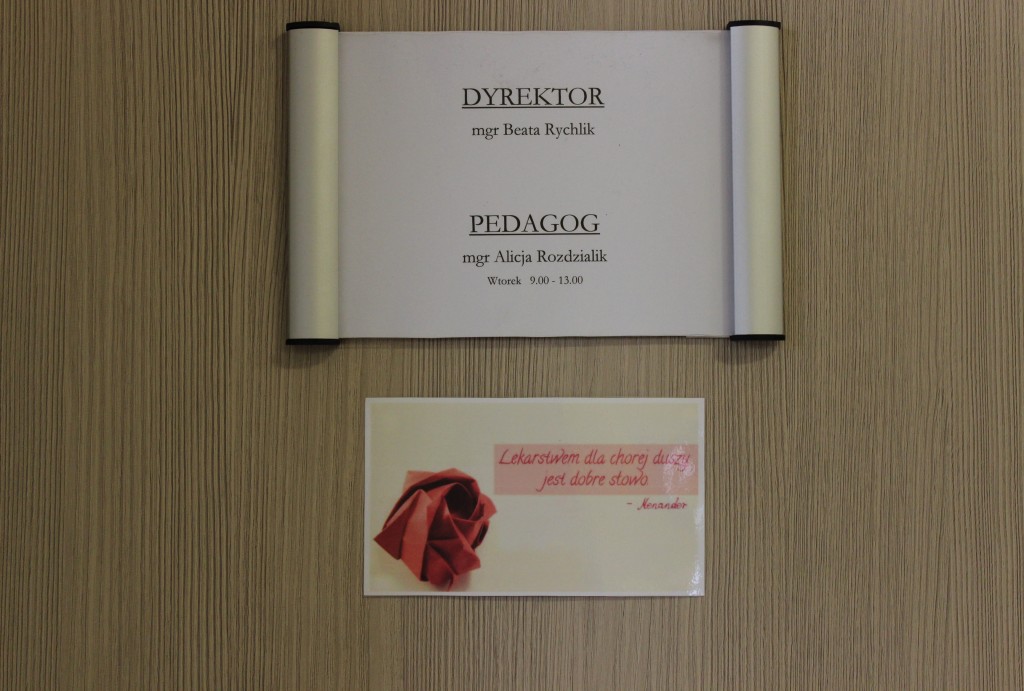 DYREKTOR
mgr Beata Rychlik
PEDAGOG
mgr Alicja Rozdzialik
Wtorek 9.00 - 13.00
Lekarstwem dla chorej duszy
jest dobre słowo.
- Menander